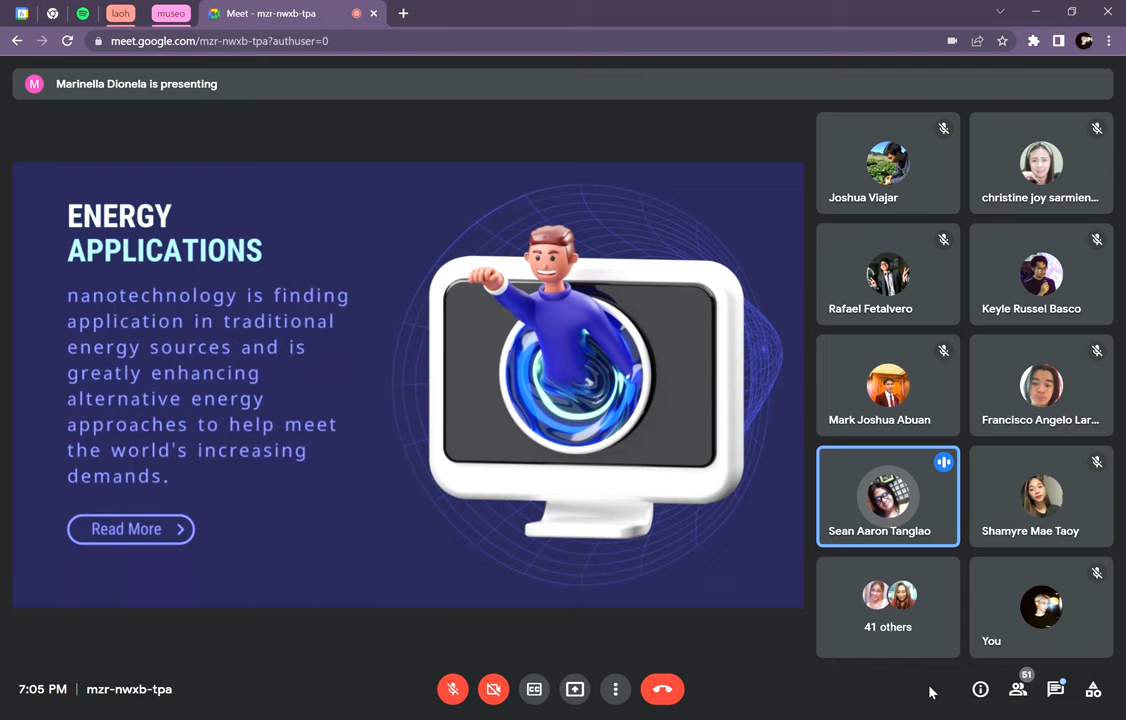 6
laoh
museo
Meet - mzr-nwxb-tpa
meet.google.com/mzr-nwxb-tpa?authuser=0
M
Marinella Dionela is presenting
ENERGY
APPLICATIONS
nanotechnology is finding
application in traditional
energy sources and is
greatly enhancing
alternative energy
approaches to help meet
the world's increasing
demands.
Read More
Joshua Viajar
christine joy sarmien...
Rafael Fetalvero
Keyle Russel Basco
Mark Joshua Abuan
Francisco Angelo Lar...
Sean Aaron Tanglao
Shamyre Mae Taoy
41 others
You
7:05 PM | mzr-nwxb-tpa
CC
51